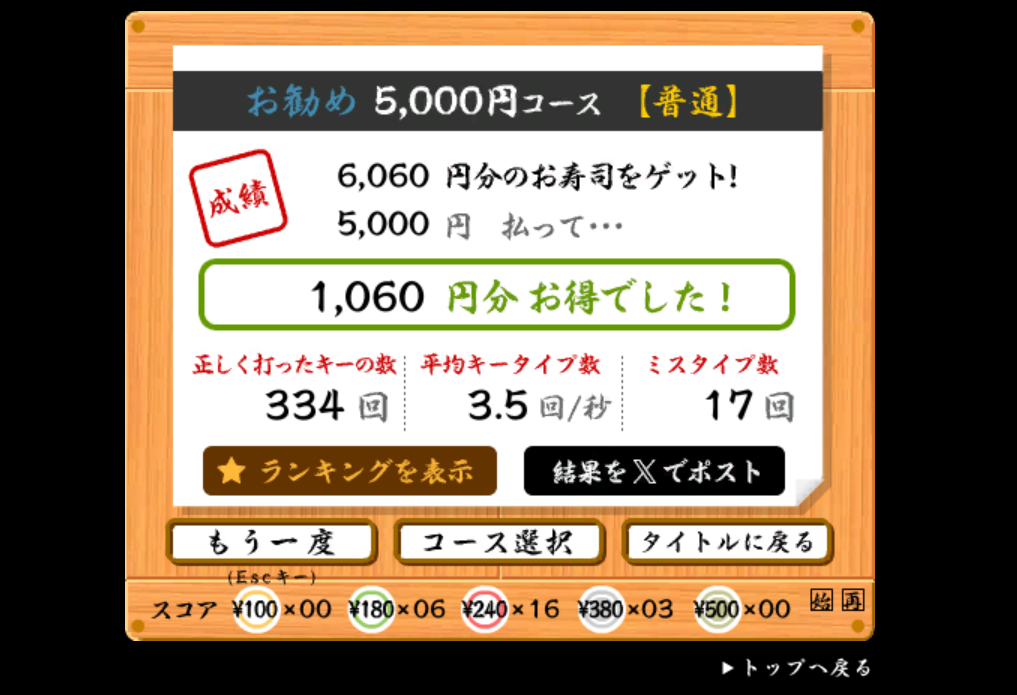 お勧め 5,000円コース 【普通】
成績
6,060 円分のお寿司をゲット!
5,000 円 払って…
1,060 円分 お得でした！
正しく打ったキーの数 平均キータイプ数 ミスタイプ数
334 回 3.5 回/秒 17 回
★ ランキングを表示 結果を𝕏でポスト
もう一度 コース選択 タイトルに戻る
(Escキー)
スコア ¥100×00 ¥180×06 ¥240×16 ¥380×03 ¥500×00 始 再
▶トップへ戻る